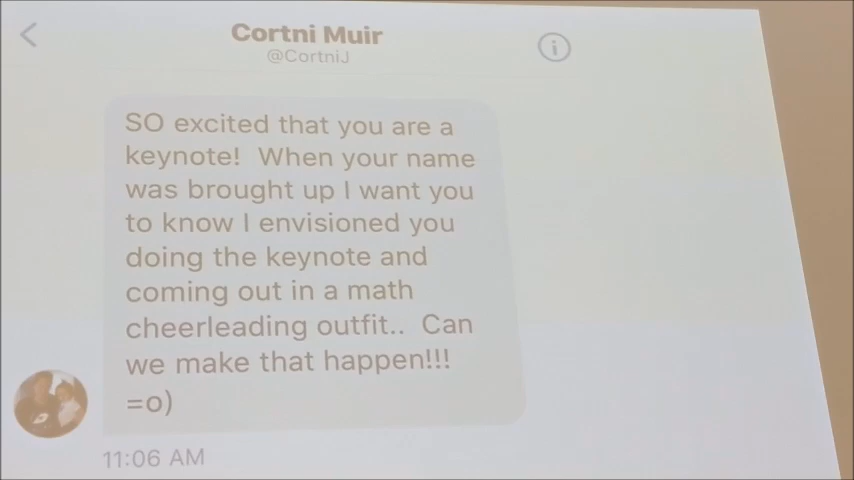 Cortni Muir
@CortniJ
SO excited that you are a
keynote!  When your name
was brought up I want you
to know I envisioned you
doing the keynote and
coming out in a math
cheerleading outfit..  Can
we make that happen!!!
=o)
11:06 AM